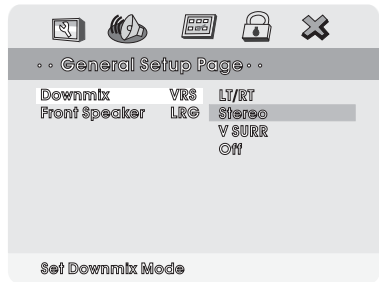 ·· General Setup Page ··
Downmix VRS LT/RT
Front Speaker LRG Stereo
V SURR
Off
Set Downmix Mode